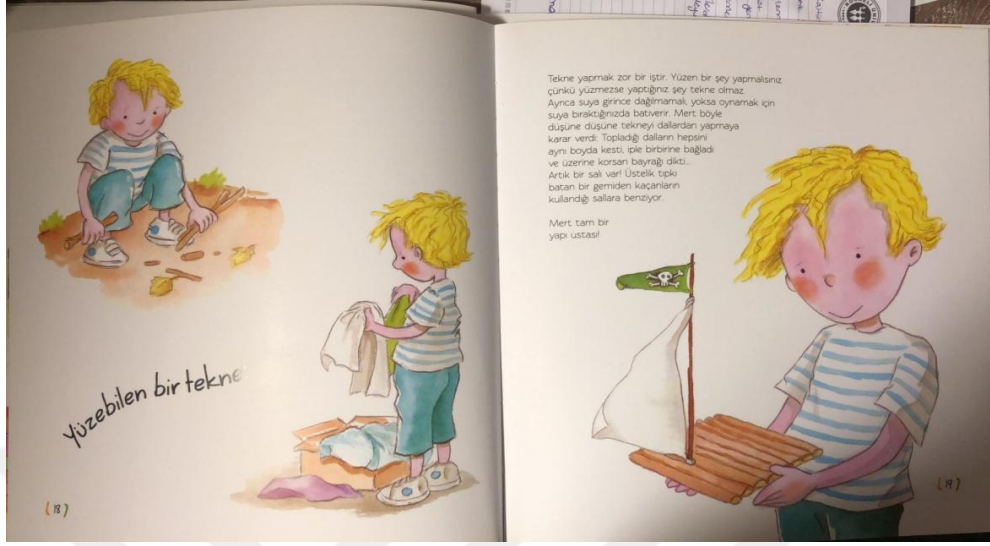 Yüzebilen bir tekne
{ 18 }
Tekne yapmak zor bir iştir. Yüzen bir şey yapmalısınız
çünkü yüzmezse yaptığınız şey tekne olmaz.
Ayrıca suya girince dağılmamalı, yoksa oynamak için
suya bıraktığınızda batıverir. Mert böyle
düşüne düşüne tekneyi dallardan yapmaya
karar verdi: Topladığı dalların hepsini
aynı boyda kesti, iple birbirine bağladı
ve üzerine korsan bayrağı dikti...
Artık bir salı var! Üstelik tıpkı
batan bir gemiden kaçanların
kullandığı sallara benziyor.
Mert tam bir
yapı ustası!
{ 19 }